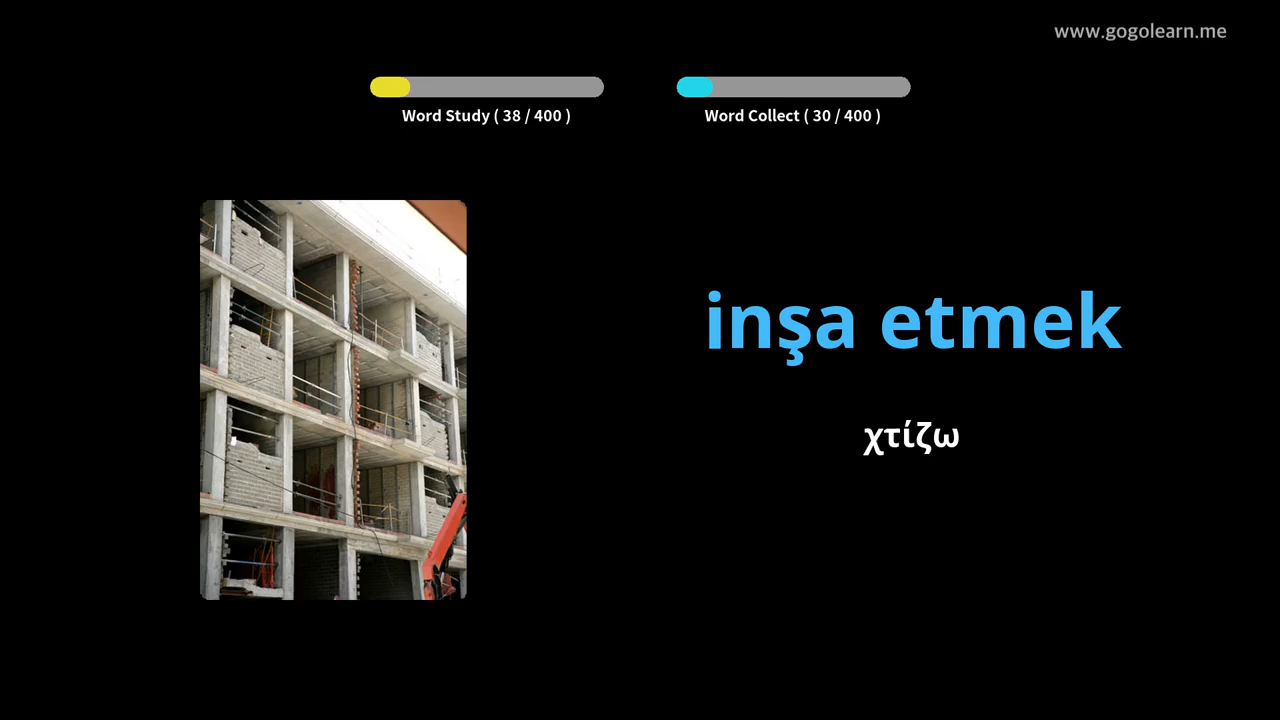 www.gogolearn.me
Word Study ( 38 / 400 )
Word Collect ( 30 / 400 )
inşa etmek
χτίζω